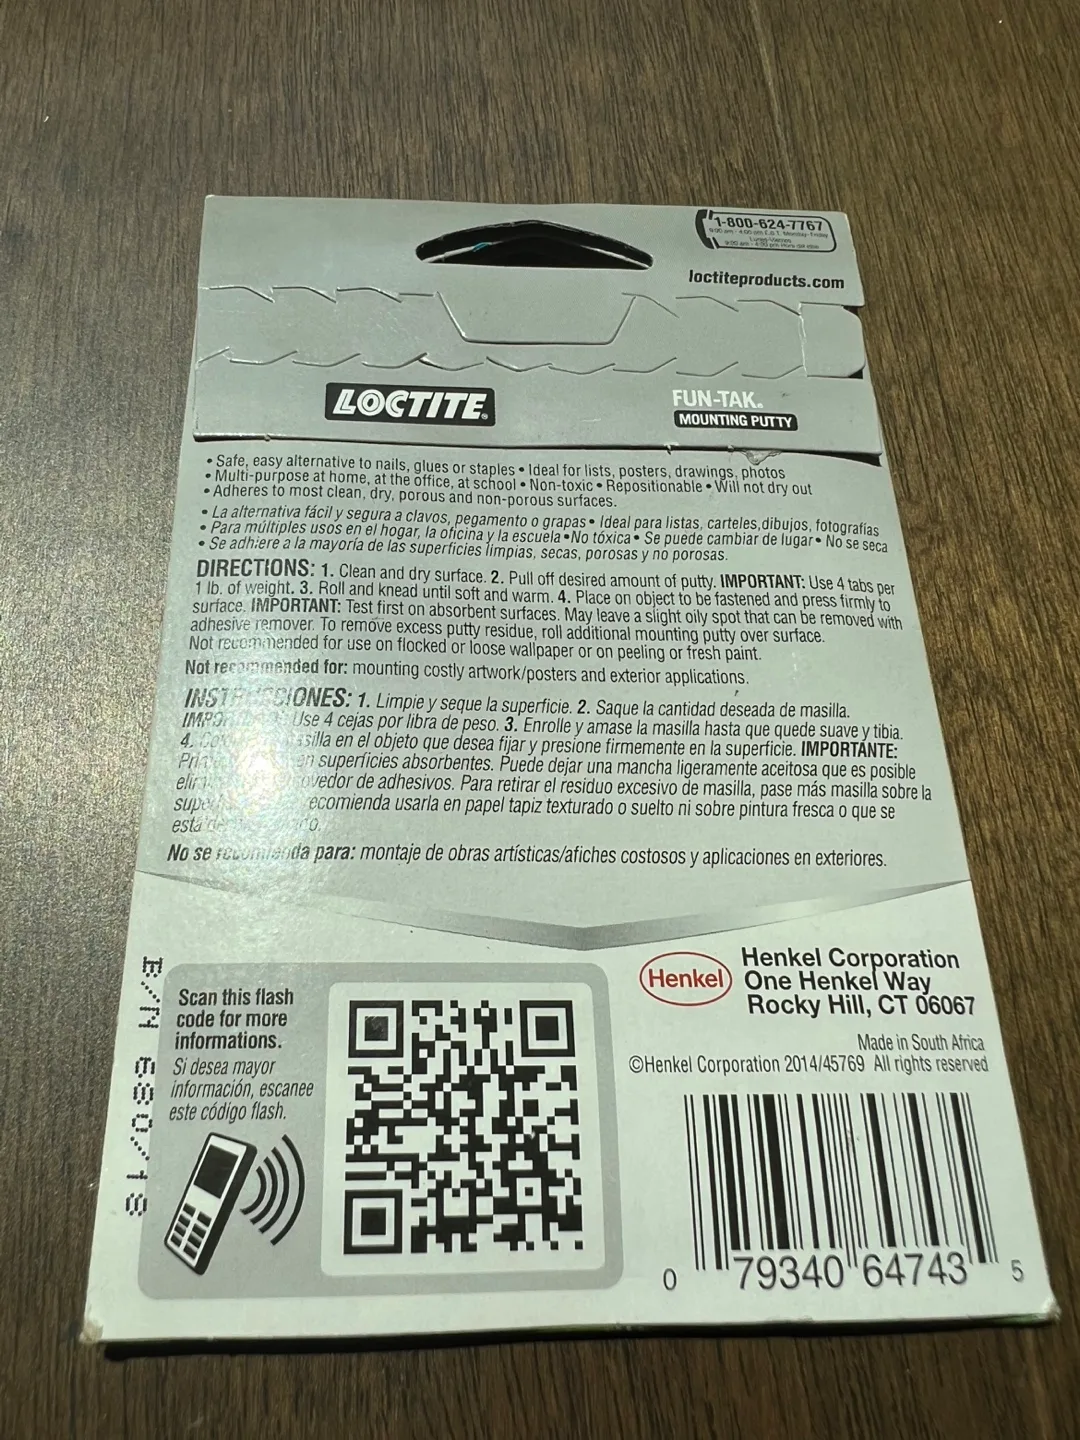 1-800-624-7767
9:00 am - 4:00 pm E.S.T. Monday-Friday
Lunes-Viernes
loctiteproducts.com
LOCTITE®
FUN-TAK®
MOUNTING PUTTY
• Safe, easy alternative to nails, glues or staples • Ideal for lists, posters, drawings, photos
• Multi-purpose at home, at the office, at school • Non-toxic • Repositionable • Will not dry out
• Adheres to most clean, dry, porous and non-porous surfaces.
• La alternativa fácil y segura a clavos, pegamento o grapas • Ideal para listas, carteles,dibujos, fotografías
• Para múltiples usos en el hogar, la oficina y la escuela • No tóxica • Se puede cambiar de lugar • No se seca
• Se adhiere a la mayoría de las superficies limpias, secas, porosas y no porosas.
DIRECTIONS: 1. Clean and dry surface. 2. Pull off desired amount of putty. IMPORTANT: Use 4 tabs per
1 lb. of weight. 3. Roll and knead until soft and warm. 4. Place on object to be fastened and press firmly to
surface. IMPORTANT: Test first on absorbent surfaces. May leave a slight oily spot that can be removed with
adhesive remover. To remove excess putty residue, roll additional mounting putty over surface.
Not recommended for use on flocked or loose wallpaper or on peeling or fresh paint.
Not recommended for: mounting costly artwork/posters and exterior applications.
INSTRUCCIONES: 1. Limpie y seque la superficie. 2. Saque la cantidad deseada de masilla.
Use 4 cejas por libra de peso. 3. Enrolle y amase la masilla hasta que quede suave y tibia.
4. en el objeto que desea fijar y presione firmemente en la superficie. IMPORTANTE:
en superficies absorbentes. Puede dejar una mancha ligeramente aceitosa que es posible
de adhesivos. Para retirar el residuo excesivo de masilla, pase más masilla sobre la
usarla en papel tapiz texturado o suelto ni sobre pintura fresca o que se
No se recomienda para: montaje de obras artísticas/afiches costosos y aplicaciones en exteriores.
Scan this flash
code for more
informations.
Si desea mayor
información, escanee
este código flash.
Henkel
Henkel Corporation
One Henkel Way
Rocky Hill, CT 06067
Made in South Africa
©Henkel Corporation 2014/45769 All rights reserved
0 79340 64743 5